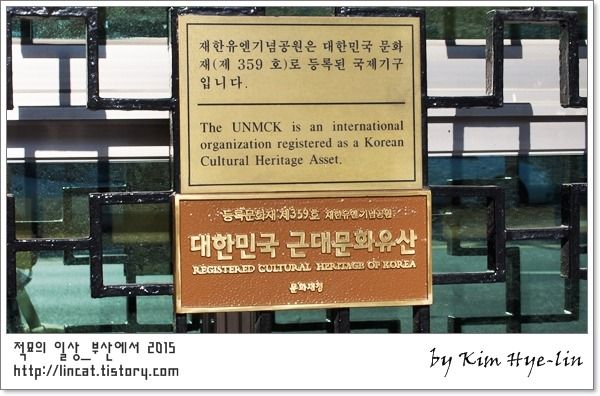 재한유엔기념공원은 대한민국 문화
재(제 359 호)로 등록된 국제기구
입니다.
The UNMCK is an international
organization registered as a Korean
Cultural Heritage Asset.
등록문화재 제359호 재한유엔기념공원
대한민국 근대문화유산
REGISTERED CULTURAL HERITAGE OF KOREA
문화재청
적묘의 일상_부산에서 2015
http://lincat.tistory.com
by Kim Hye-lin